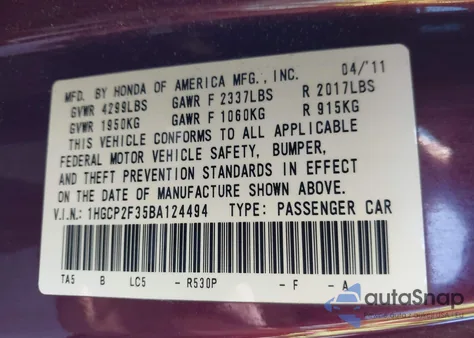 MFD. BY HONDA OF AMERICA MFG., INC. 04/'11
GVWR 4299LBS GAWR F 2337LBS R 2017LBS
GVWR 1950KG GAWR F 1060KG R 915KG
THIS VEHICLE CONFORMS TO ALL APPLICABLE
FEDERAL MOTOR VEHICLE SAFETY, BUMPER,
AND THEFT PREVENTION STANDARDS IN EFFECT
ON THE DATE OF MANUFACTURE SHOWN ABOVE.
V.I.N.: 1HGCP2F35BA124494 TYPE: PASSENGER CAR
TA5 B LC5 - R530P - F - A
autoSnap